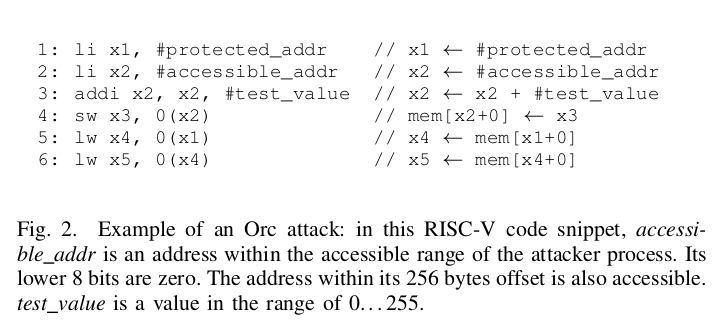 1: li x1, #protected_addr // x1 ← #protected_addr
2: li x2, #accessible_addr // x2 ← #accessible_addr
3: addi x2, x2, #test_value // x2 ← x2 + #test_value
4: sw x3, 0(x2) // mem[x2+0] ← x3
5: lw x4, 0(x1) // x4 ← mem[x1+0]
6: lw x5, 0(x4) // x5 ← mem[x4+0]
Fig. 2. Example of an Orc attack: in this RISC-V code snippet, accessi-
ble_addr is an address within the accessible range of the attacker process. Its
lower 8 bits are zero. The address within its 256 bytes offset is also accessible.
test_value is a value in the range of 0...255.